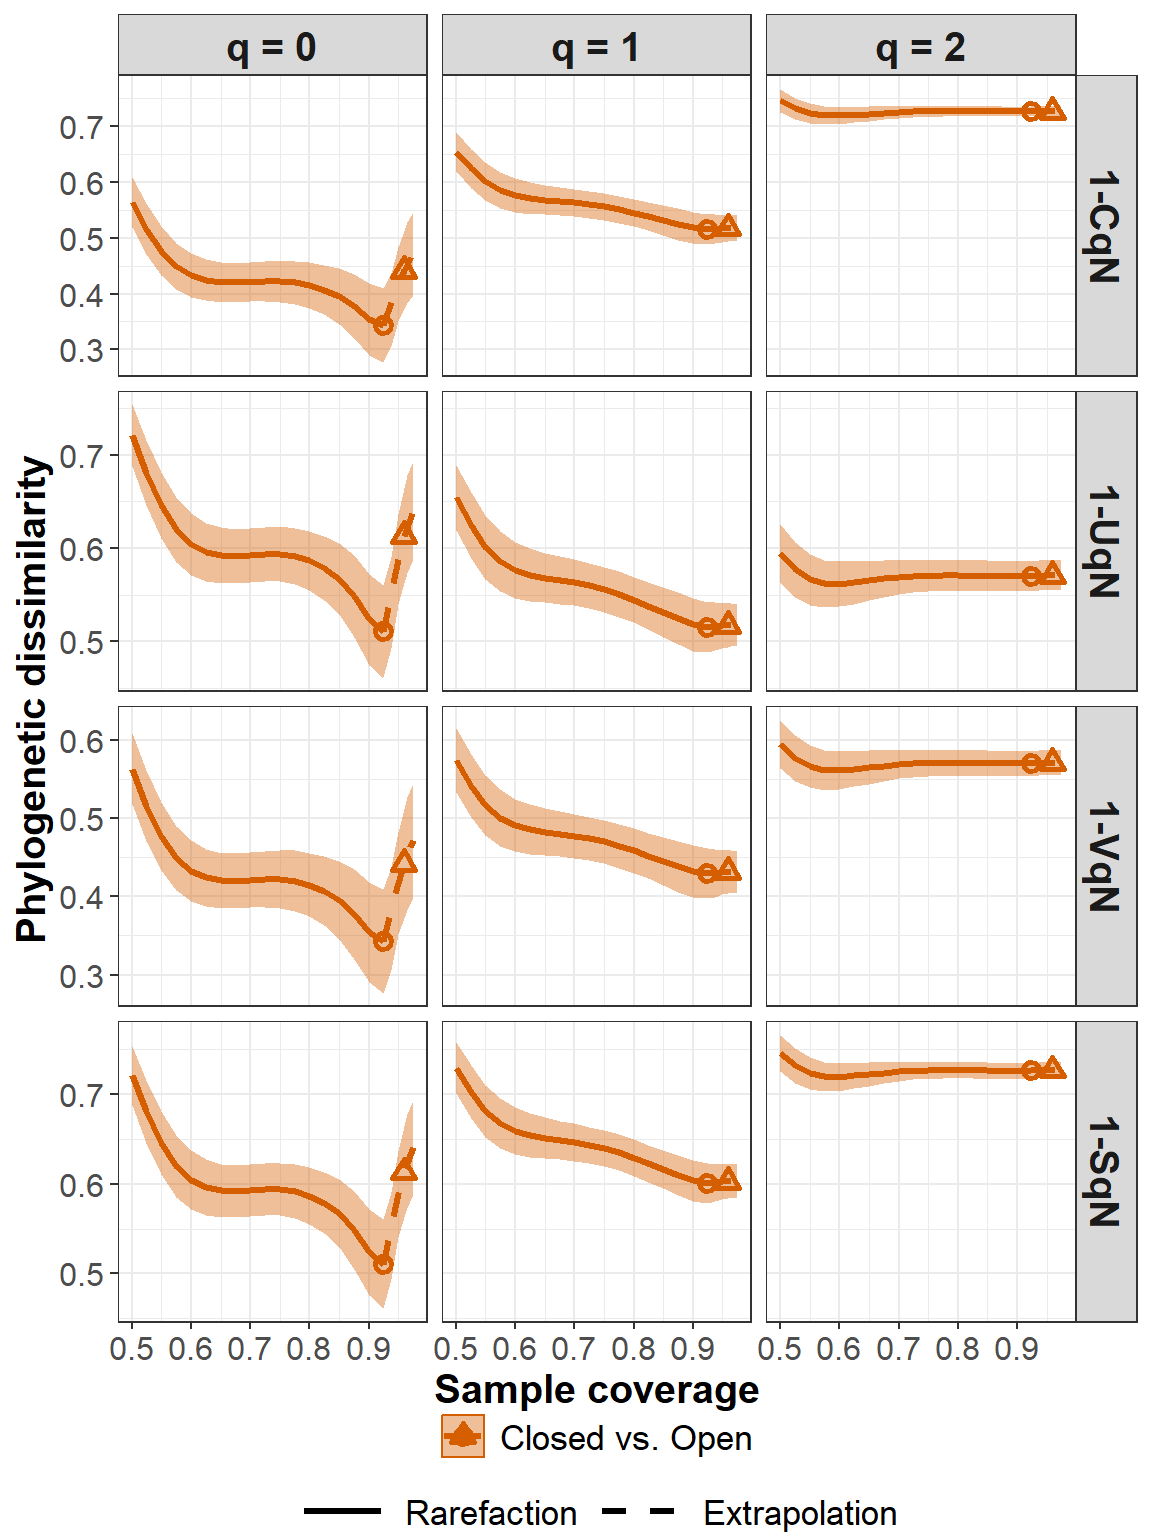 q = 0 q = 1 q = 2
0.7
0.6
0.5
0.4
0.3
1-CqN
0.7
0.6
0.5
1-UqN
Phylogenetic dissimilarity
0.6
0.5
0.4
0.3
1-VqN
0.7
0.6
0.5
1-SqN
0.5 0.6 0.7 0.8 0.9 0.5 0.6 0.7 0.8 0.9 0.5 0.6 0.7 0.8 0.9
Sample coverage
Closed vs. Open
Rarefaction Extrapolation